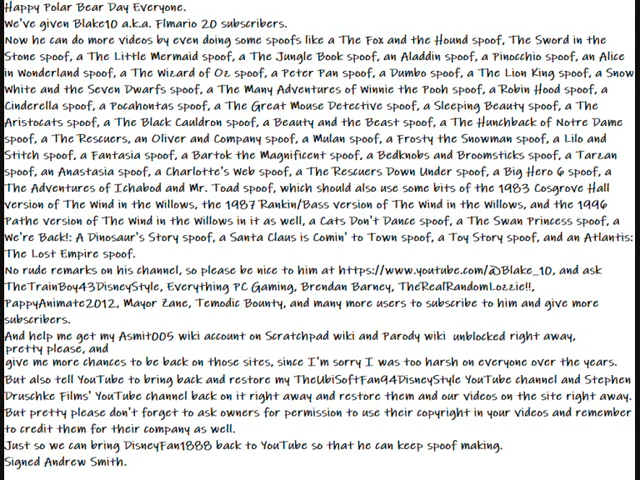 Happy Polar Bear Day Everyone.
We've given Blake10 a.k.a. Flmario 20 subscribers.
Now he can do more videos by even doing some spoofs like a The Fox and the Hound spoof, The Sword in the
Stone spoof, a The Little Mermaid spoof, a The Jungle Book spoof, an Aladdin spoof, a Pinocchio spoof, an Alice
in Wonderland spoof, a The Wizard of Oz spoof, a Peter Pan spoof, a Dumbo spoof, a The Lion King spoof, a Snow
White and the Seven Dwarfs spoof, a The Many Adventures of Winnie the Pooh spoof, a Robin Hood spoof, a
Cinderella spoof, a Pocahontas spoof, a The Great Mouse Detective spoof, a Sleeping Beauty spoof, a The
Aristocats spoof, a The Black Cauldron spoof, a Beauty and the Beast spoof, a The Hunchback of Notre Dame
spoof, a The Rescuers, an Oliver and Company spoof, a Mulan spoof, a Frosty the Snowman spoof, a Lilo and
Stitch spoof, a Fantasia spoof, a Bartok the Magnificent spoof, a Bedknobs and Broomsticks spoof, a Tarzan
spoof, an Anastasia spoof, a Charlotte's Web spoof, a The Rescuers Down Under spoof, a Big Hero 6 spoof, a
The Adventures of Ichabod and Mr. Toad spoof, which should also use some bits of the 1983 Cosgrove Hall
version of The Wind in the Willows, the 1987 Rankin/Bass version of The Wind in the Willows, and the 1996
Pathe version of The Wind in the Willows in it as well, a Cats Don't Dance spoof, a The Swan Princess spoof, a
We're Back!: A Dinosaur's Story spoof, a Santa Claus is Comin' to Town spoof, a Toy Story spoof, and an Atlantis:
The Lost Empire spoof.
No rude remarks on his channel, so please be nice to him at https://www.youtube.com/@Blake_10, and ask
TheTrainBoy43DisneyStyle, Everything PC Gaming, Brendan Barney, TheRealRandomLozzie!!,
PappyAnimate2012, Mayor Zane, Temodic Bounty, and many more users to subscribe to him and give more
subscribers.
And help me get my Asmit005 wiki account on Scratchpad wiki and Parody wiki unblocked right away,
pretty please, and
give me more chances to be back on those sites, since I'm sorry I was too harsh on everyone over the years.
But also tell YouTube to bring back and restore my TheUbiSoftFan94DisneyStyle YouTube channel and Stephen
Druschke Films' YouTube channel back on it right away and restore them and our videos on the site right away.
But pretty please don't forget to ask owners for permission to use their copyright in your videos and remember
to credit them for their company as well.
Just so we can bring DisneyFan1888 back to YouTube so that he can keep spoof making.
Signed Andrew Smith.